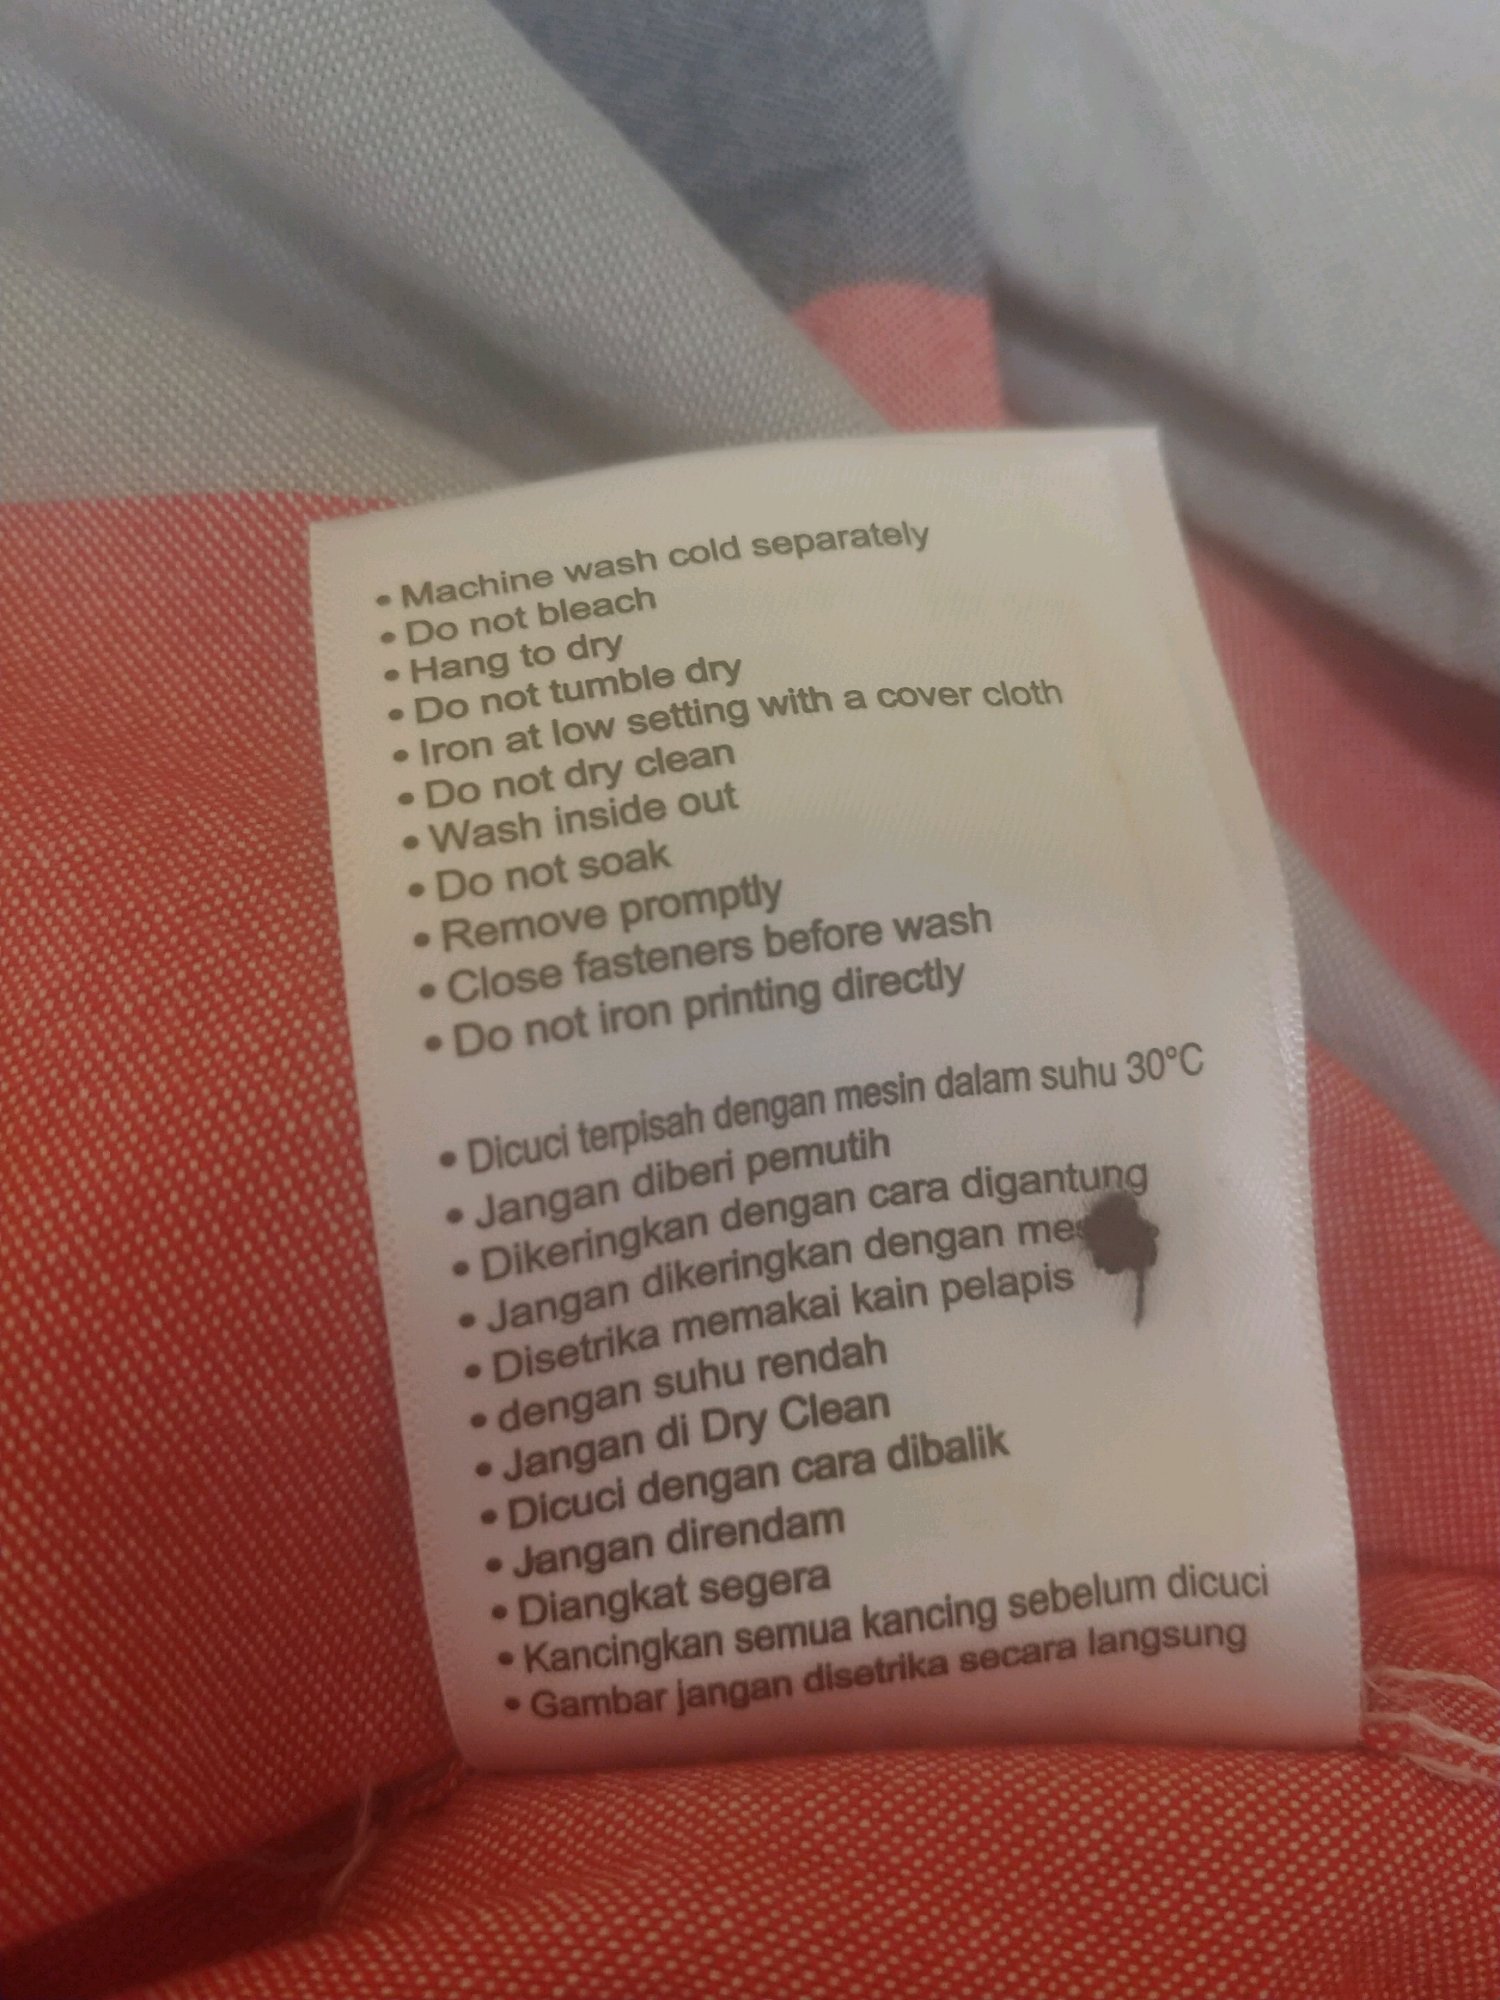 • Machine wash cold separately
• Do not bleach
• Hang to dry
• Do not tumble dry
• Iron at low setting with a cover cloth
• Do not dry clean
• Wash inside out
• Do not soak
• Remove promptly
• Close fasteners before wash
• Do not iron printing directly
• Dicuci terpisah dengan mesin dalam suhu 30°C
• Jangan diberi pemutih
• Dikeringkan dengan cara digantung
• Jangan dikeringkan dengan
• Disetrika memakai kain pelapis
• dengan suhu rendah
• Jangan di Dry Clean
• Dicuci dengan cara dibalik
• Jangan direndam
• Diangkat segera
• Kancingkan semua kancing sebelum dicuci
• Gambar jangan disetrika secara langsung